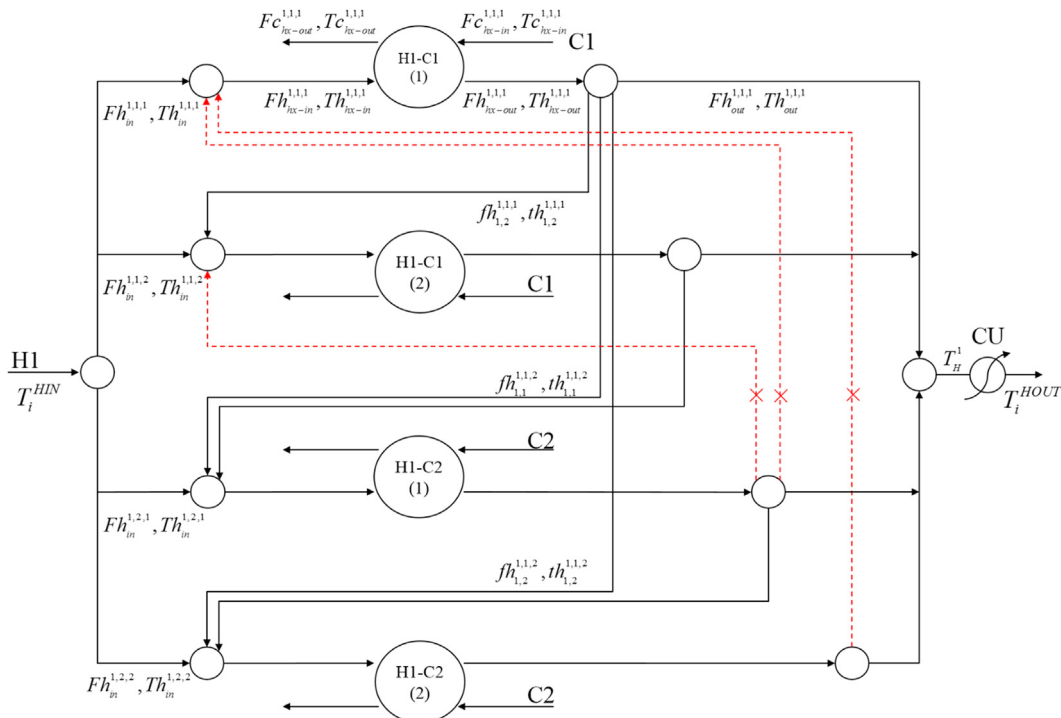 Fc_{hx-out}^{1,1,1}, Tc_{hx-out}^{1,1,1}
Fc_{hx-in}^{1,1,1}, Tc_{hx-in}^{1,1,1}
C1
H1-C1
(1)
Fh_{in}^{1,1,1}, Th_{in}^{1,1,1}
Fh_{hx-in}^{1,1,1}, Th_{hx-in}^{1,1,1}
Fh_{hx-out}^{1,1,1}, Th_{hx-out}^{1,1,1}
Fh_{out}^{1,1,1}, Th_{out}^{1,1,1}
fh_{1,2}^{1,1,1}, th_{1,2}^{1,1,1}
H1-C1
(2)
Fh_{in}^{1,1,2}, Th_{in}^{1,1,2}
C1
H1
T_i^{HIN}
fh_{1,1}^{1,1,2}, th_{1,1}^{1,1,2}
T_H^1
CU
T_i^{HOUT}
C2
H1-C2
(1)
Fh_{in}^{1,2,1}, Th_{in}^{1,2,1}
fh_{1,2}^{1,1,2}, th_{1,2}^{1,1,2}
H1-C2
(2)
Fh_{in}^{1,2,2}, Th_{in}^{1,2,2}
C2